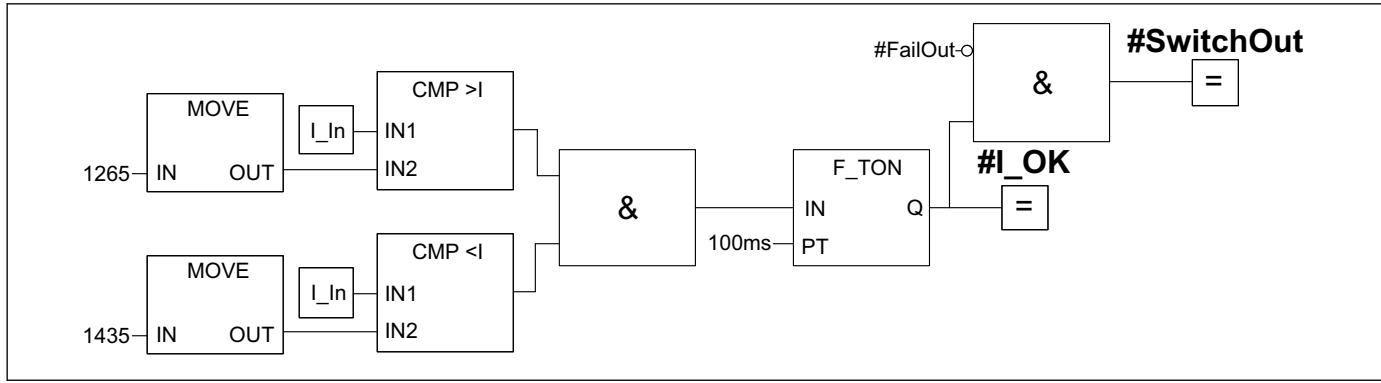 #SwitchOut
#FailOut
&
=
CMP >I
MOVE
I_In
IN1
1265
IN
OUT
IN2
#I_OK
F_TON
&
IN
Q
=
100ms
PT
CMP <I
MOVE
I_In
IN1
1435
IN
OUT
IN2